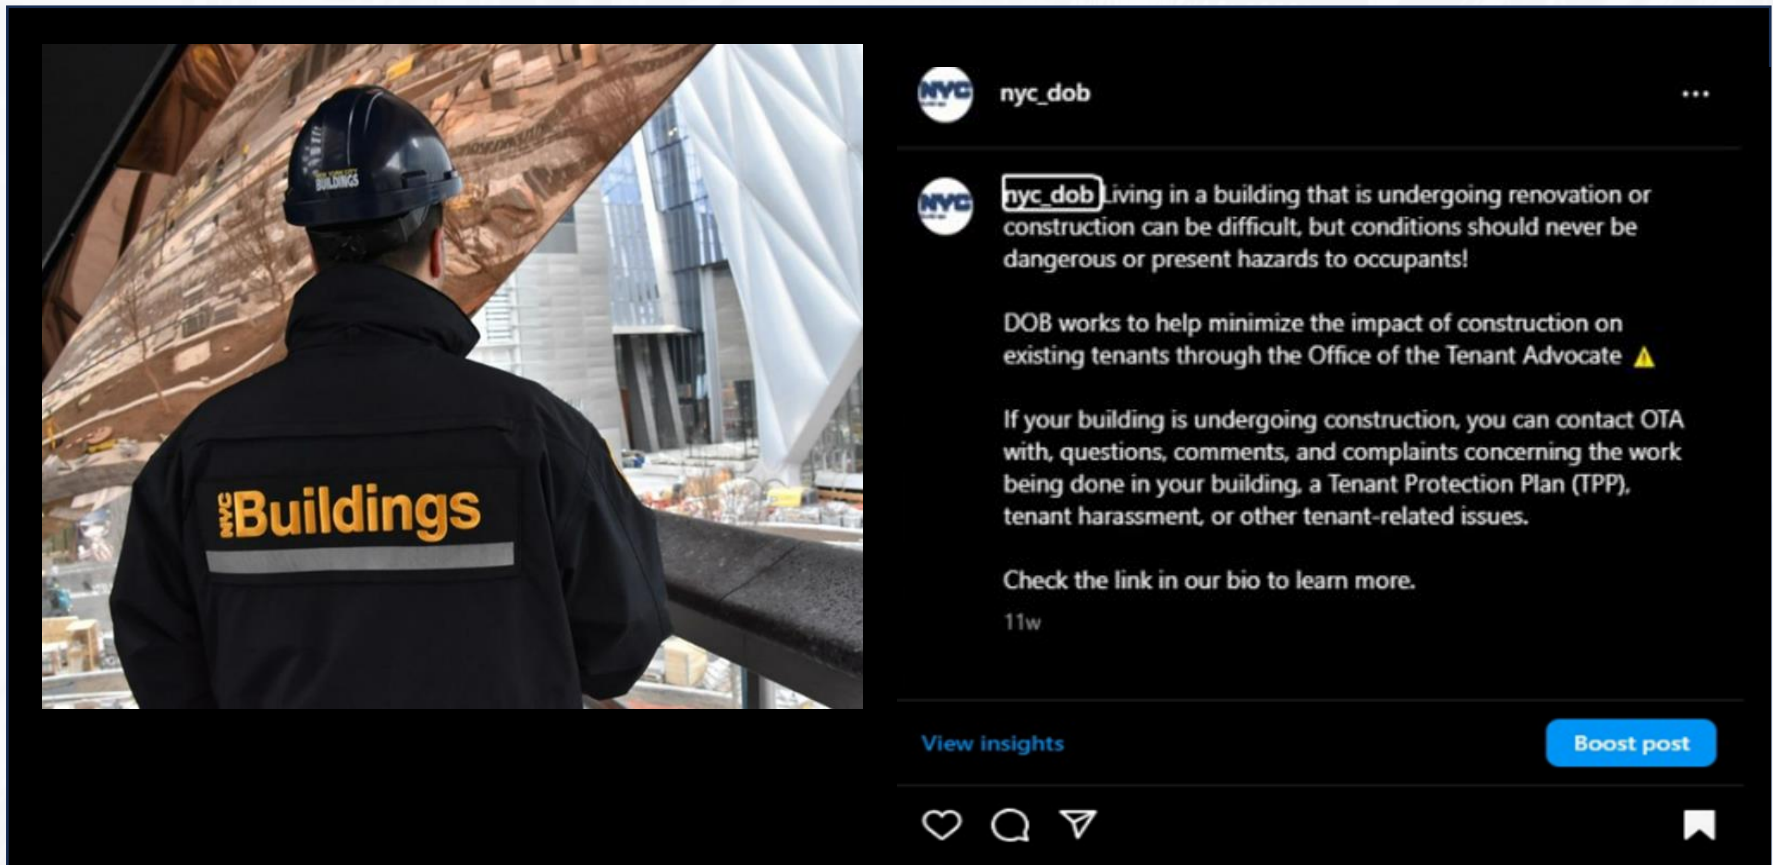 NEW YORK CITY
BUILDINGS
NYC Buildings
NYC
nyc_dob
NYC
nyc_dob Living in a building that is undergoing renovation or
construction can be difficult, but conditions should never be
dangerous or present hazards to occupants!
DOB works to help minimize the impact of construction on
existing tenants through the Office of the Tenant Advocate ⚠
If your building is undergoing construction, you can contact OTA
with, questions, comments, and complaints concerning the work
being done in your building, a Tenant Protection Plan (TPP),
tenant harassment, or other tenant-related issues.
Check the link in our bio to learn more.
11w
View insights
Boost post